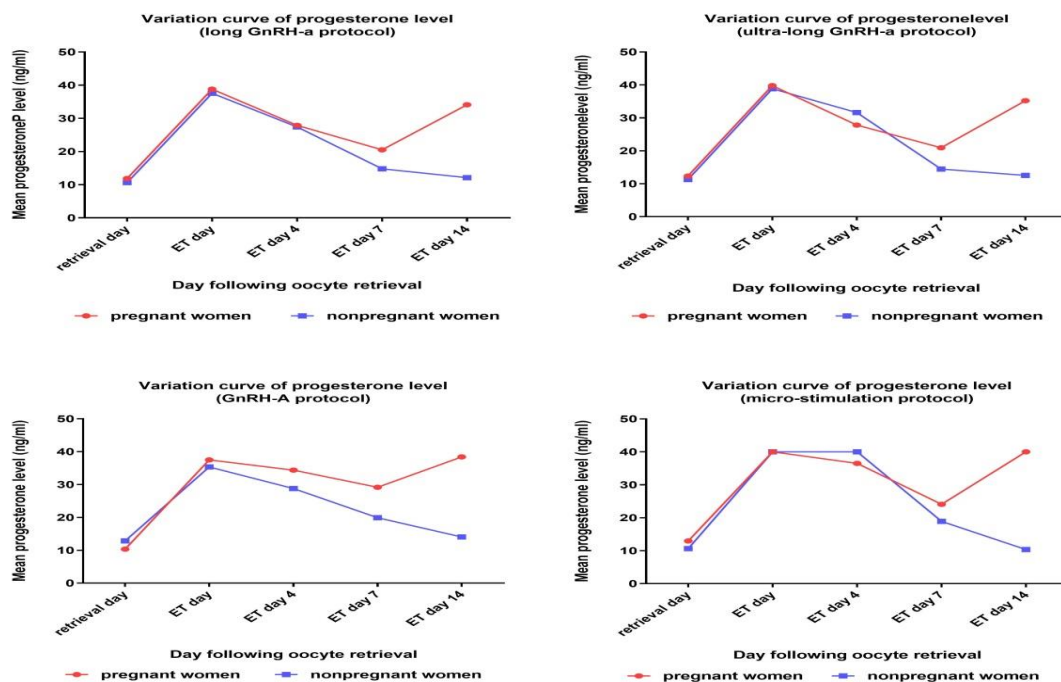 Variation curve of progesterone level
(long GnRH-a protocol)
Mean progesteroneP level (ng/ml)
50
40
30
20
10
0
retrieval day
ET day
ET day 4
ET day 7
ET day 14
Day following oocyte retrieval
pregnant women
nonpregnant women
Variation curve of progesteronelevel
(ultra-long GnRH-a protocol)
Mean progesteronelevel (ng/ml)
50
40
30
20
10
0
retrieval day
ET day
ET day 4
ET day 7
ET day 14
Day following oocyte retrieval
pregnant women
nonpregnant women
Variation curve of progesterone level
(GnRH-A protocol)
Mean progesterone level (ng/ml)
50
40
30
20
10
0
retrieval day
ET day
ET day 4
ET day 7
ET day 14
Day following oocyte retrieval
pregnant women
nonpregnant women
Variation curve of progesterone level
(micro-stimulation protocol)
Mean progesterone level (ng/ml)
50
40
30
20
10
0
retrieval day
ET day
ET day 4
ET day 7
ET day 14
Day following oocyte retrieval
pregnant women
nonpregnant women